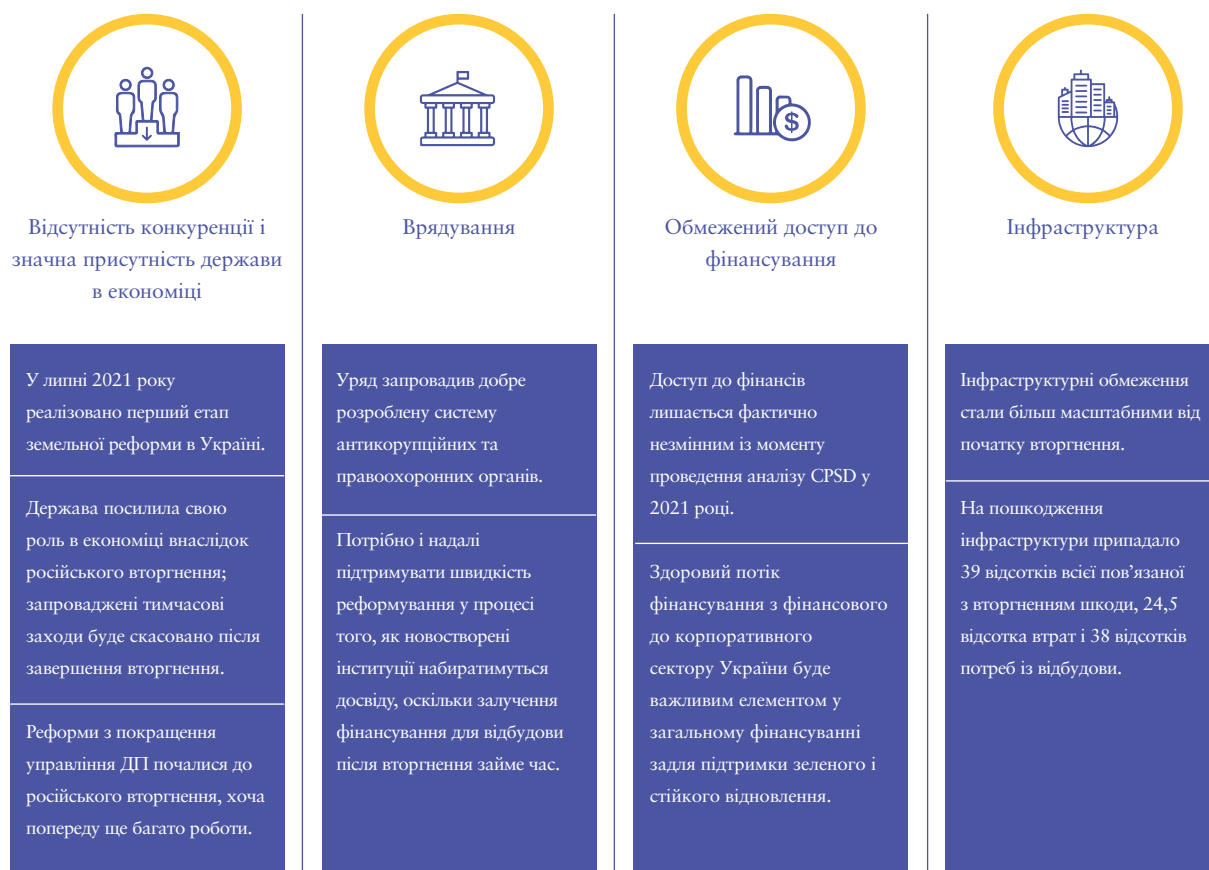 $
Відсутність конкуренції і
значна присутність держави
в економіці
У липні 2021 року
реалізовано перший етап
земельної реформи в Україні.
Держава посилила свою
роль в економіці внаслідок
російського вторгнення;
запроваджені тимчасові
заходи буде скасовано після
завершення вторгнення.
Реформи з покращення
управління ДП почалися до
російського вторгнення, хоча
попереду ще багато роботи.
Врядування
Уряд запровадив добре
розроблену систему
антикорупційних та
правоохоронних органів.
Потрібно і надалі
підтримувати швидкість
реформування у процесі
того, як новостворені
інституції набиратимуться
досвіду, оскільки залучення
фінансування для відбудови
після вторгнення займе час.
Обмежений доступ до
фінансування
Доступ до фінансів
лишається фактично
незмінним із моменту
проведення аналізу CPSD у
2021 році.
Здоровий потік
фінансування з фінансового
до корпоративного
сектору України буде
важливим елементом у
загальному фінансуванні
задля підтримки зеленого і
стійкого відновлення.
Інфраструктура
Інфраструктурні обмеження
стали більш масштабними від
початку вторгнення.
На пошкодження
інфраструктури припадало
39 відсотків всієї пов’язаної
з вторгненням шкоди, 24,5
відсотка втрат і 38 відсотків
потреб із відбудови.